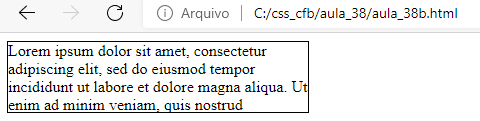 Arquivo | C:/css_cfb/aula_38/aula_38b.html
Lorem ipsum dolor sit amet, consectetur
adipiscing elit, sed do eiusmod tempor
incididunt ut labore et dolore magna aliqua. Ut
enim ad minim veniam, quis nostrud